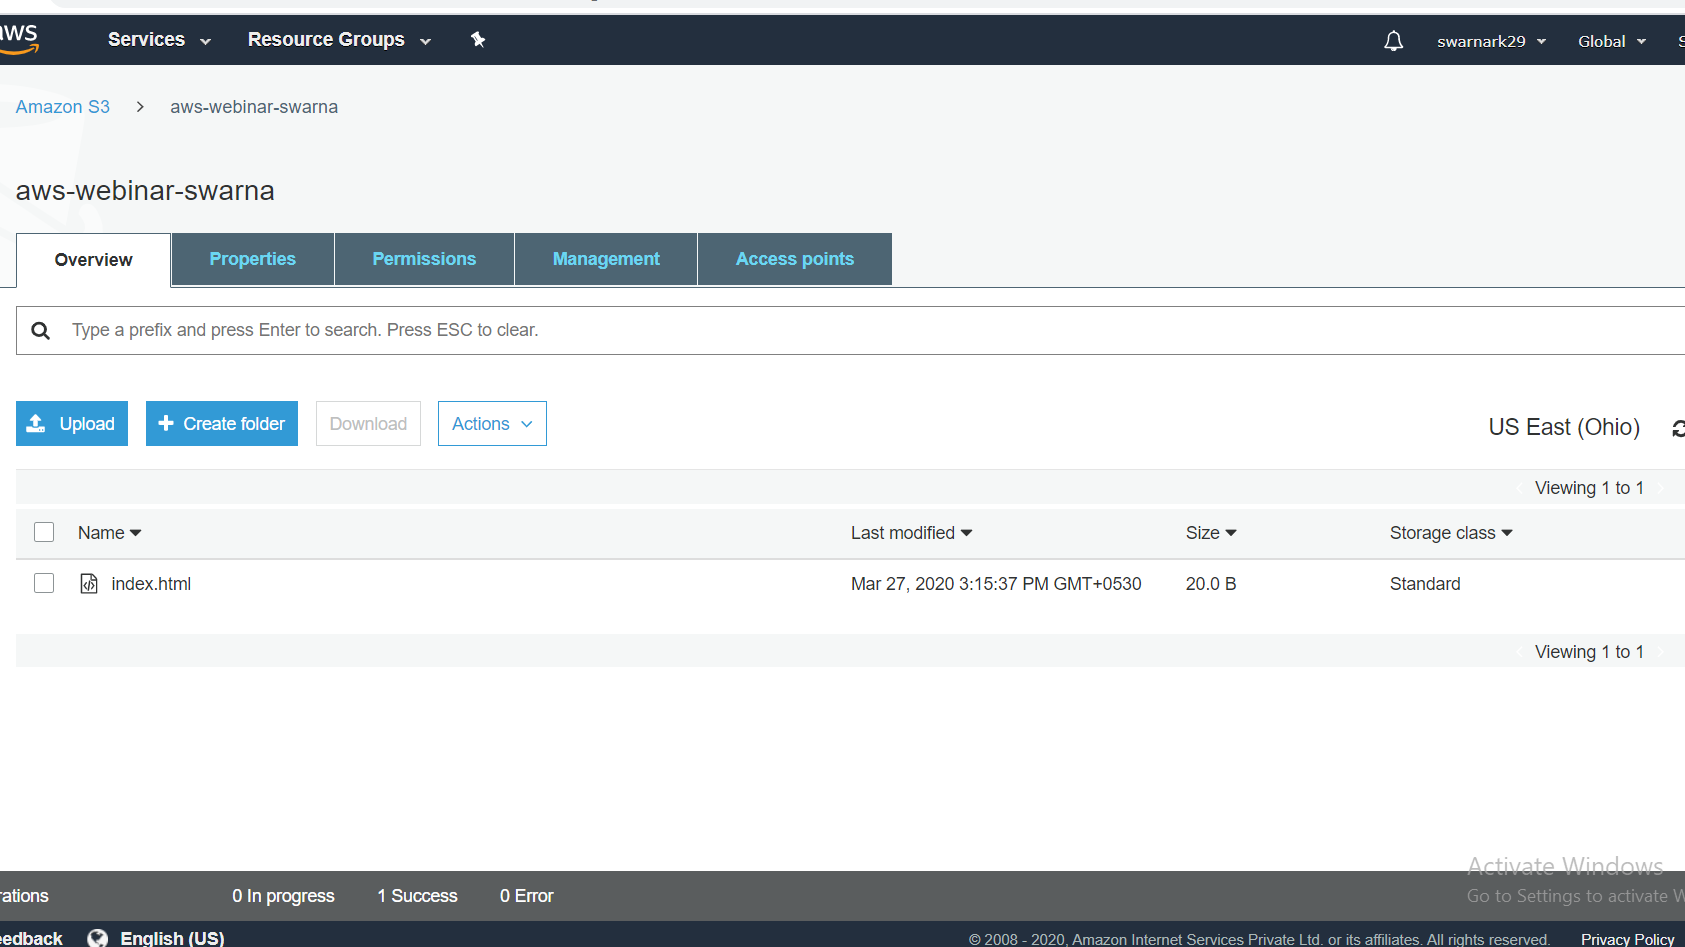 aws Services Resource Groups swarnark29 Global
Amazon S3 > aws-webinar-swarna
aws-webinar-swarna
Overview Properties Permissions Management Access points
Type a prefix and press Enter to search. Press ESC to clear.
Upload Create folder Download Actions US East (Ohio)
Viewing 1 to 1
Name Last modified Size Storage class
index.html Mar 27, 2020 3:15:37 PM GMT+0530 20.0 B Standard
Viewing 1 to 1
Activate Windows
Go to Settings to activate W
rations 0 In progress 1 Success 0 Error
eedback English (US) © 2008 - 2020, Amazon Internet Services Private Ltd. or its affiliates. All rights reserved. Privacy Policy